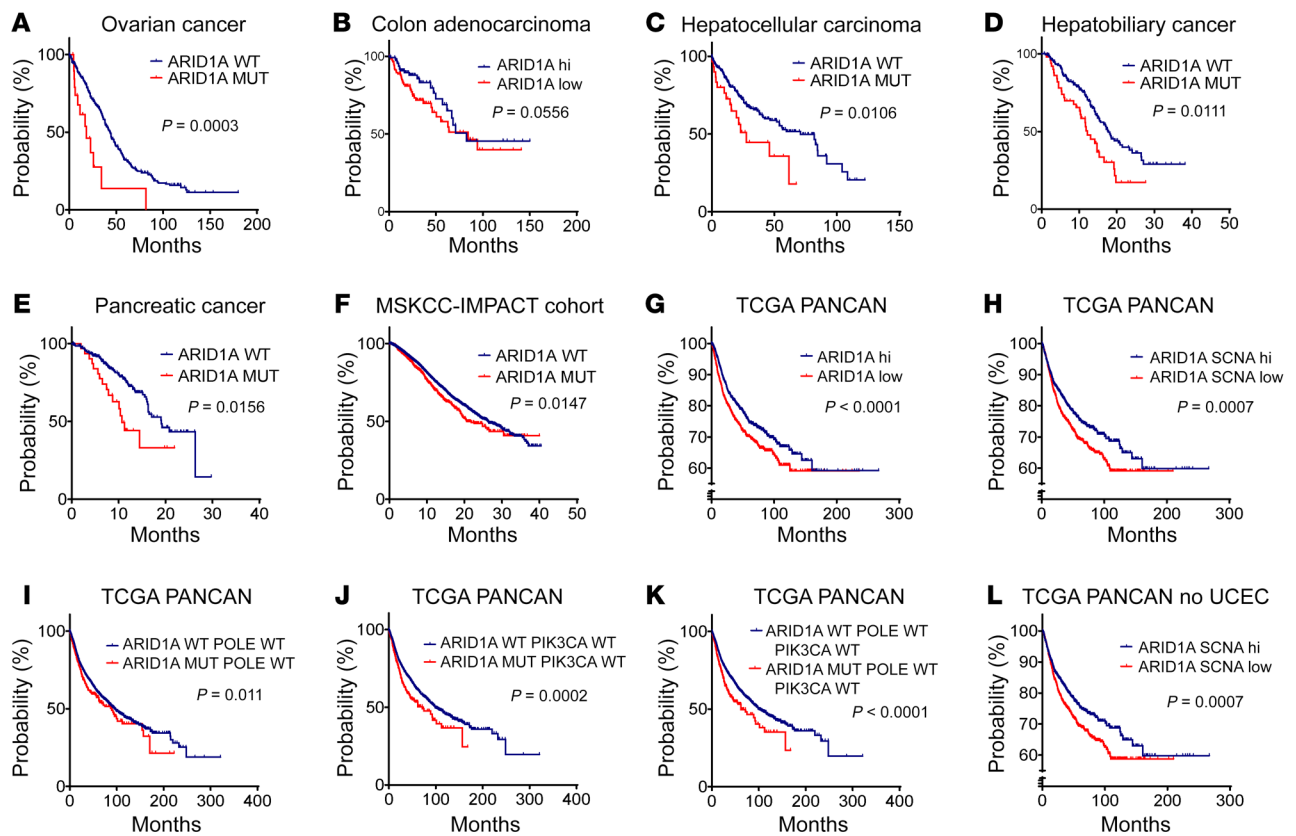 A Ovarian cancer
Probability (%)
100
50
0
ARID1A WT
ARID1A MUT
P = 0.0003
0 50 100 150 200
Months
B Colon adenocarcinoma
Probability (%)
100
50
0
ARID1A hi
ARID1A low
P = 0.0556
0 50 100 150 200
Months
C Hepatocellular carcinoma
Probability (%)
100
50
0
ARID1A WT
ARID1A MUT
P = 0.0106
0 50 100 150
Months
D Hepatobiliary cancer
Probability (%)
100
50
0
ARID1A WT
ARID1A MUT
P = 0.0111
0 10 20 30 40 50
Months
E Pancreatic cancer
Probability (%)
100
50
0
ARID1A WT
ARID1A MUT
P = 0.0156
0 10 20 30 40
Months
F MSKCC-IMPACT cohort
Probability (%)
100
50
0
ARID1A WT
ARID1A MUT
P = 0.0147
0 10 20 30 40 50
Months
G TCGA PANCAN
Probability (%)
100
90
80
70
60
ARID1A hi
ARID1A low
P < 0.0001
0 100 200 300
Months
H TCGA PANCAN
Probability (%)
100
90
80
70
60
ARID1A SCNA hi
ARID1A SCNA low
P = 0.0007
0 100 200 300
Months
I TCGA PANCAN
Probability (%)
100
50
0
ARID1A WT POLE WT
ARID1A MUT POLE WT
P = 0.011
0 100 200 300 400
Months
J TCGA PANCAN
Probability (%)
100
50
0
ARID1A WT PIK3CA WT
ARID1A MUT PIK3CA WT
P = 0.0002
0 100 200 300 400
Months
K TCGA PANCAN
Probability (%)
100
50
0
ARID1A WT POLE WT
PIK3CA WT
ARID1A MUT POLE WT
PIK3CA WT
P < 0.0001
0 100 200 300 400
Months
L TCGA PANCAN no UCEC
Probability (%)
100
90
80
70
60
ARID1A SCNA hi
ARID1A SCNA low
P = 0.0007
0 100 200 300
Months